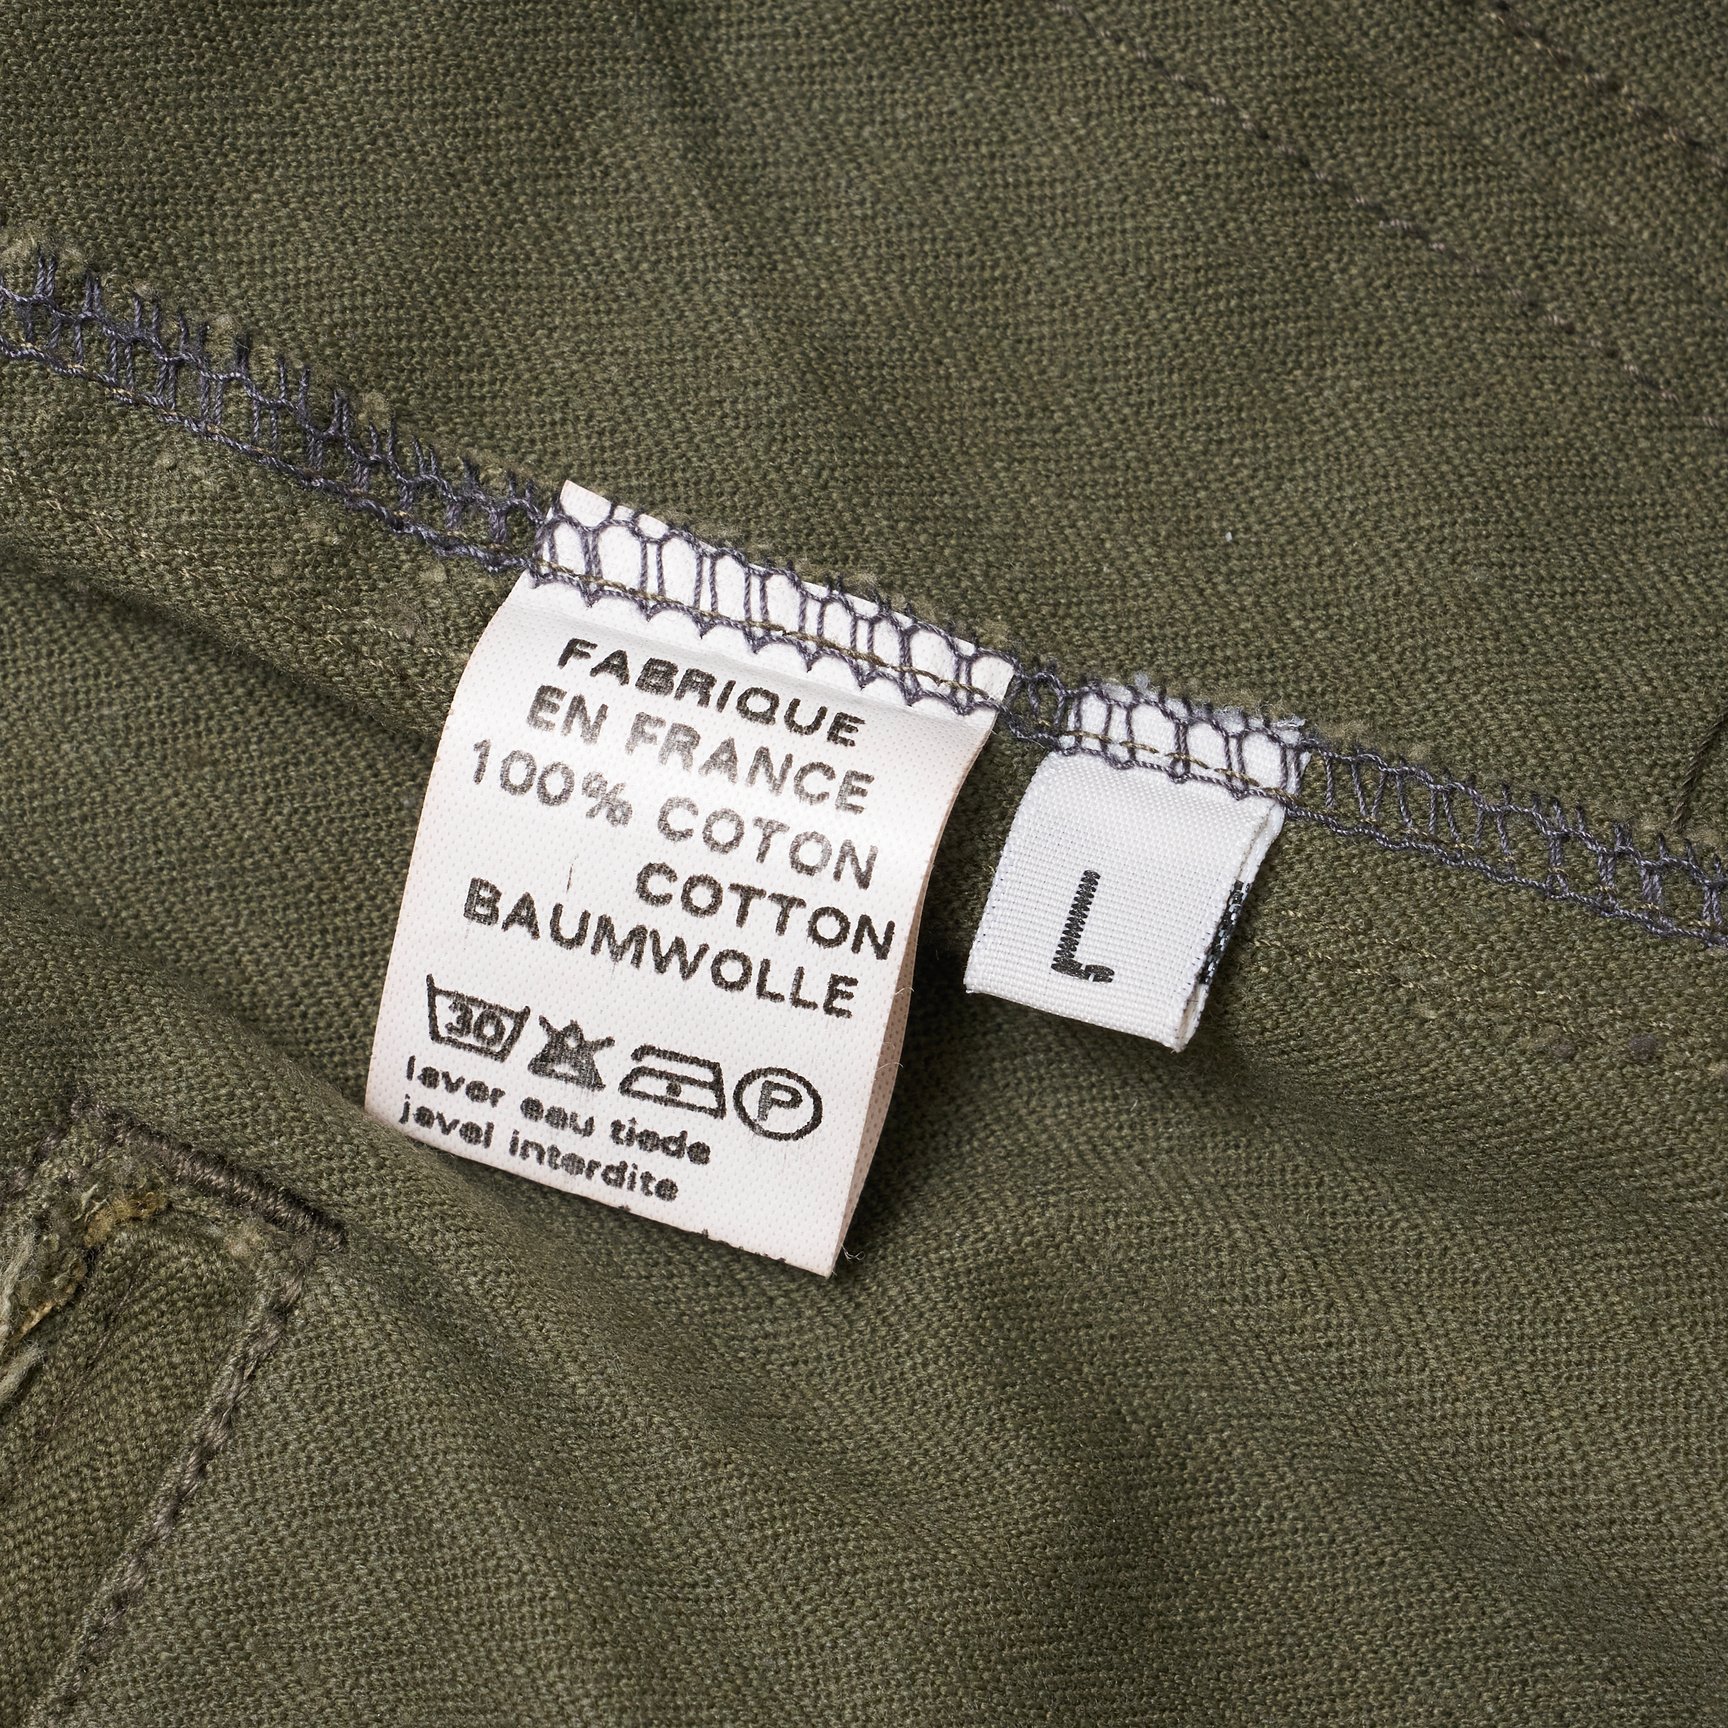 FABRIQUE
EN FRANCE
100% COTON
COTTON
BAUMWOLLE
30 P
laver eau tiede
javel interdite
L